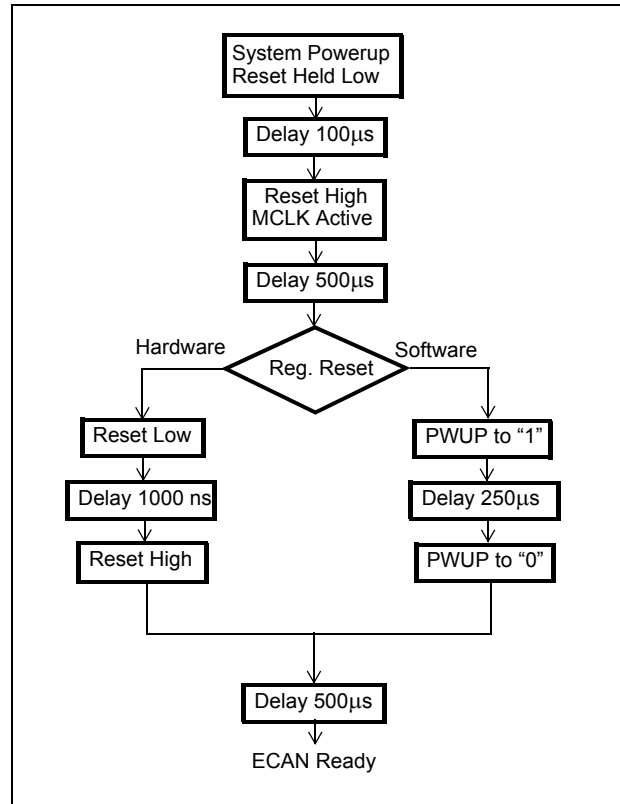 System Powerup
Reset Held Low
Delay 100μs
Reset High
MCLK Active
Delay 500μs
Hardware
Software
Reg. Reset
Reset Low
PWUP to “1”
Delay 1000 ns
Delay 250μs
Reset High
PWUP to “0”
Delay 500μs
ECAN Ready